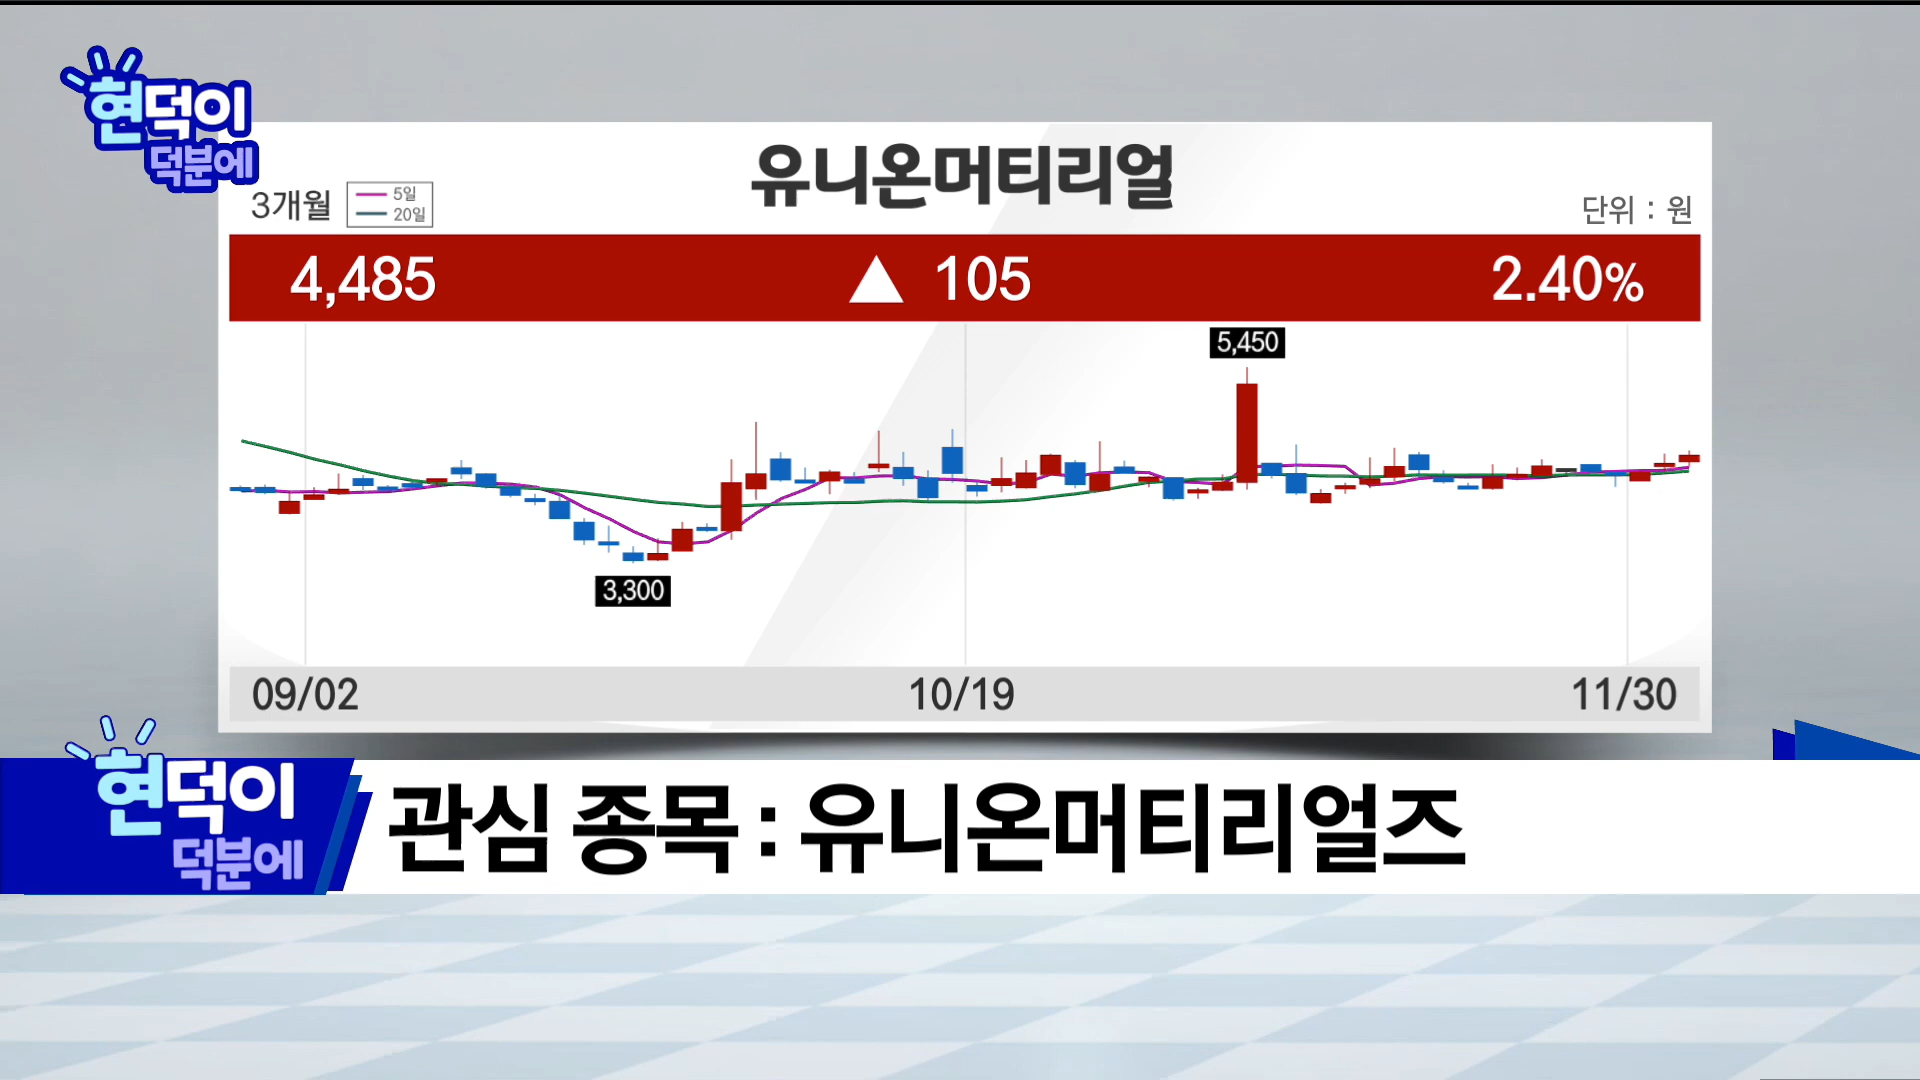 현덕이
덕분에
유니온머티리얼
3개월
5일
20일
단위 : 원
4,485
▲ 105
2.40%
5,450
3,300
09/02
10/19
11/30
현덕이
덕분에
관심 종목 : 유니온머티리얼즈